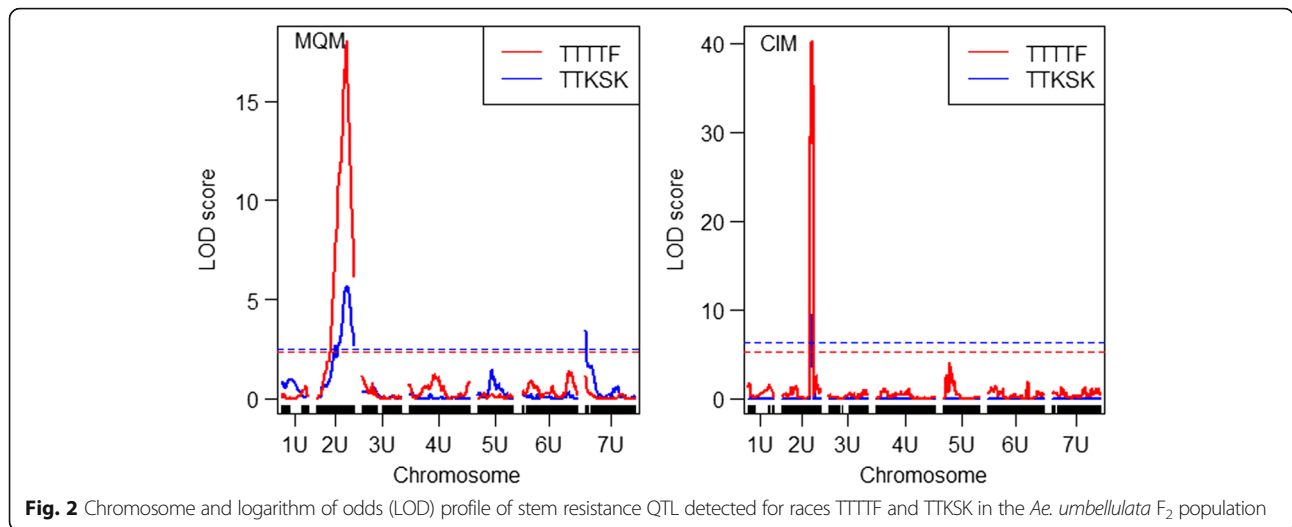 MQM
TTTTF
TTKSK
LOD score
15
10
5
0
1U 2U 3U 4U 5U 6U 7U
Chromosome
CIM
TTTTF
TTKSK
LOD score
40
30
20
10
0
1U 2U 3U 4U 5U 6U 7U
Chromosome
Fig. 2 Chromosome and logarithm of odds (LOD) profile of stem resistance QTL detected for races TTTTF and TTKSK in the Ae. umbellulata F₂ population